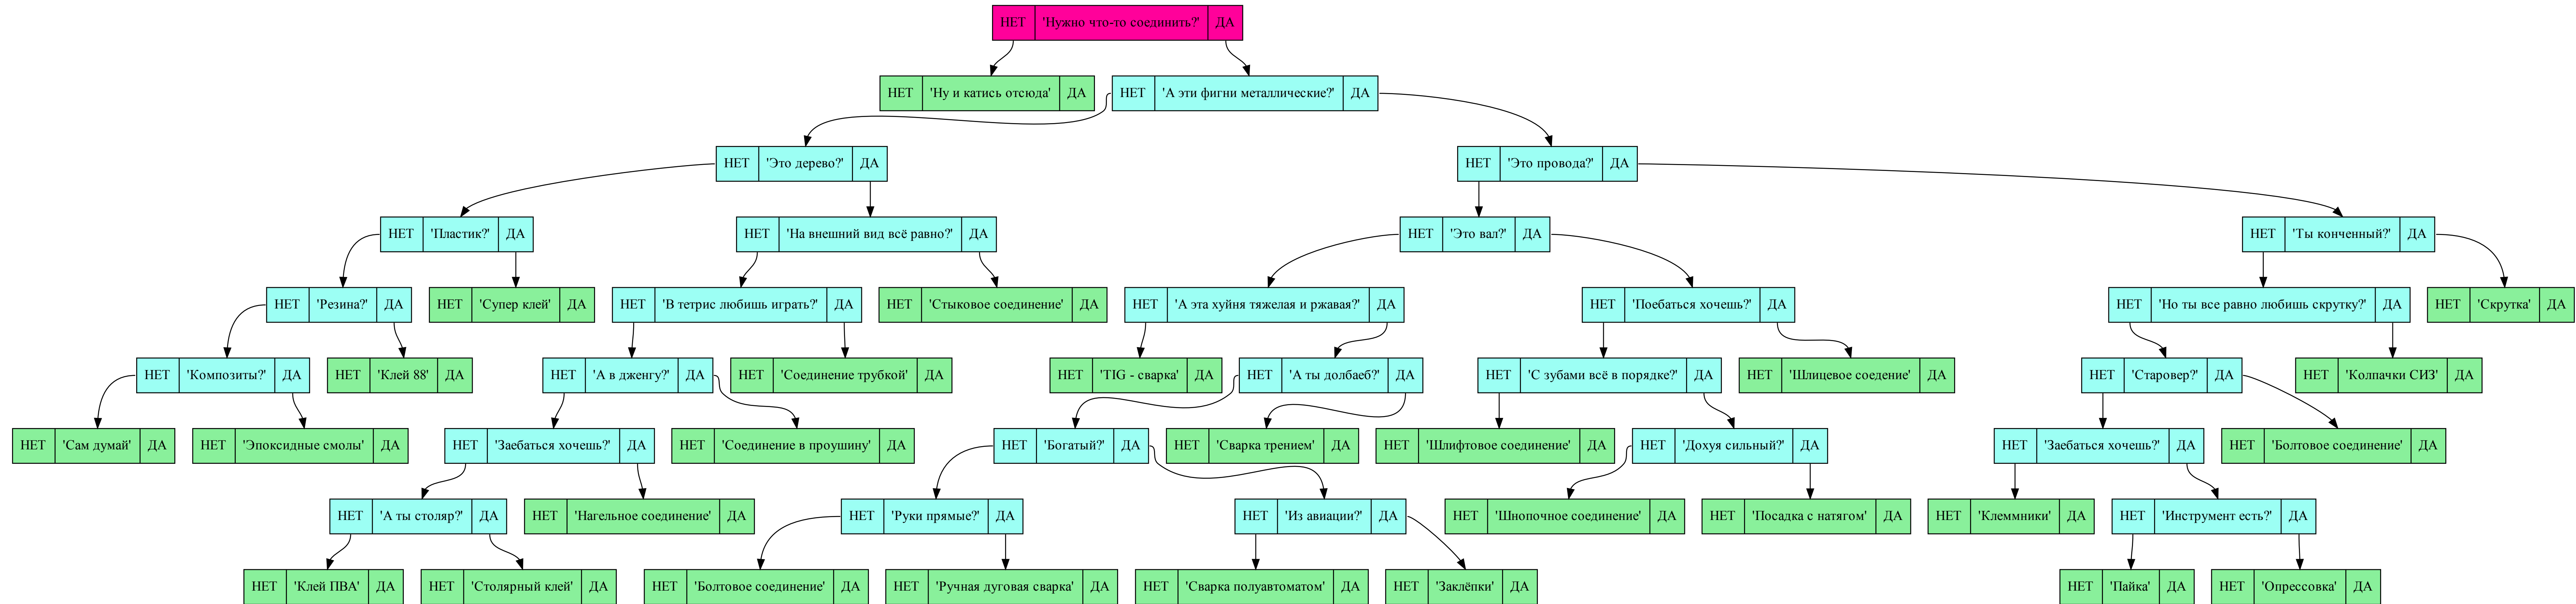 НЕТ 'Нужно что-то соединить?' ДА
НЕТ 'Ну и катись отсюда' ДА
НЕТ 'А эти фигни металлические?' ДА
НЕТ 'Это дерево?' ДА
НЕТ 'Это провода?' ДА
НЕТ 'Пластик?' ДА
НЕТ 'На внешний вид всё равно?' ДА
НЕТ 'Это вал?' ДА
НЕТ 'Ты конченный?' ДА
НЕТ 'Резина?' ДА
НЕТ 'Супер клей' ДА
НЕТ 'В тетрис любишь играть?' ДА
НЕТ 'Стыковое соединение' ДА
НЕТ 'А эта хуйня тяжелая и ржавая?' ДА
НЕТ 'Поебаться хочешь?' ДА
НЕТ 'Но ты все равно любишь скрутку?' ДА
НЕТ 'Скрутка' ДА
НЕТ 'Композиты?' ДА
НЕТ 'Клей 88' ДА
НЕТ 'А в дженгу?' ДА
НЕТ 'Соединение трубкой' ДА
НЕТ 'TIG - сварка' ДА
НЕТ 'А ты долбаеб?' ДА
НЕТ 'С зубами всё в порядке?' ДА
НЕТ 'Шлицевое соедение' ДА
НЕТ 'Старовер?' ДА
НЕТ 'Колпачки СИЗ' ДА
НЕТ 'Сам думай' ДА
НЕТ 'Эпоксидные смолы' ДА
НЕТ 'Заебаться хочешь?' ДА
НЕТ 'Соединение в проушину' ДА
НЕТ 'Богатый?' ДА
НЕТ 'Сварка трением' ДА
НЕТ 'Шлифтовое соединение' ДА
НЕТ 'Дохуя сильный?' ДА
НЕТ 'Заебаться хочешь?' ДА
НЕТ 'Болтовое соединение' ДА
НЕТ 'А ты столяр?' ДА
НЕТ 'Нагельное соединение' ДА
НЕТ 'Руки прямые?' ДА
НЕТ 'Из авиации?' ДА
НЕТ 'Шнопочное соединение' ДА
НЕТ 'Посадка с натягом' ДА
НЕТ 'Клеммники' ДА
НЕТ 'Инструмент есть?' ДА
НЕТ 'Клей ПВА' ДА
НЕТ 'Столярный клей' ДА
НЕТ 'Болтовое соединение' ДА
НЕТ 'Ручная дуговая сварка' ДА
НЕТ 'Сварка полуавтоматом' ДА
НЕТ 'Заклёпки' ДА
НЕТ 'Пайка' ДА
НЕТ 'Опрессовка' ДА